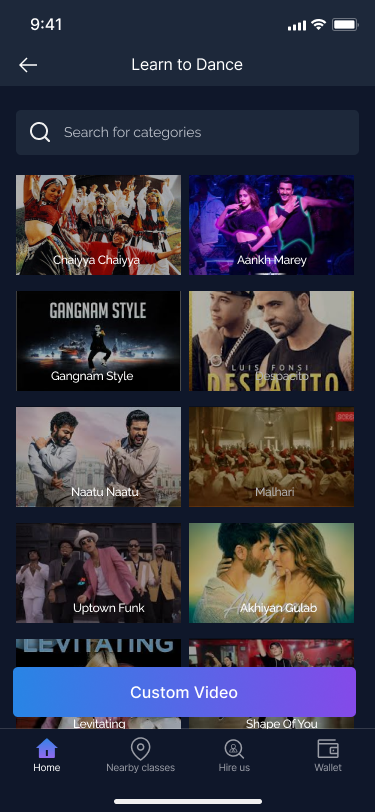 9:41
Learn to Dance
Search for categories
Chaiyya Chaiyya
Aankh Marey
GANGNAM STYLE
Gangnam Style
LUIS FONSI
DESPACITO
Despacito
Naatu Naatu
Malhari
Uptown Funk
Akhiyan Gulab
LEVITATING
Custom Video
Levitating
Shape Of You
Home
Nearby classes
Hire us
Wallet